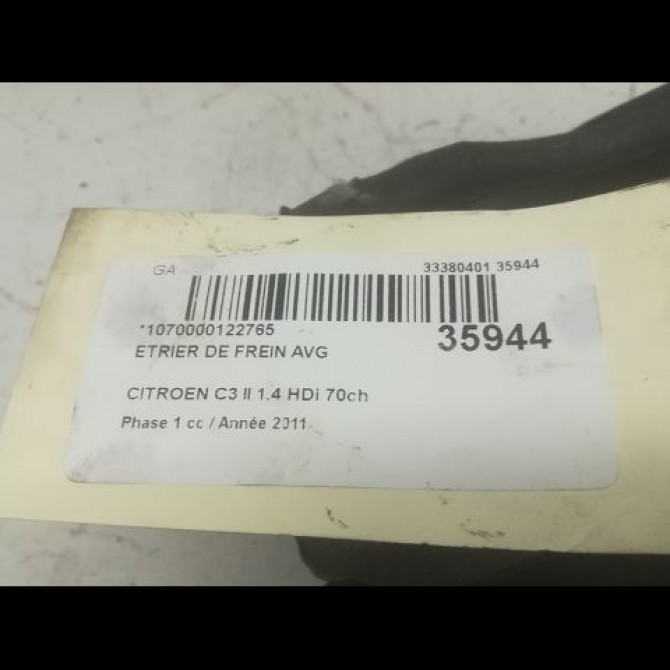 GA 33380401 35944
*1070000122765 35944
ETRIER DE FREIN AVG
CITROEN C3 II 1.4 HDi 70ch
Phase 1 cc / Année 2011